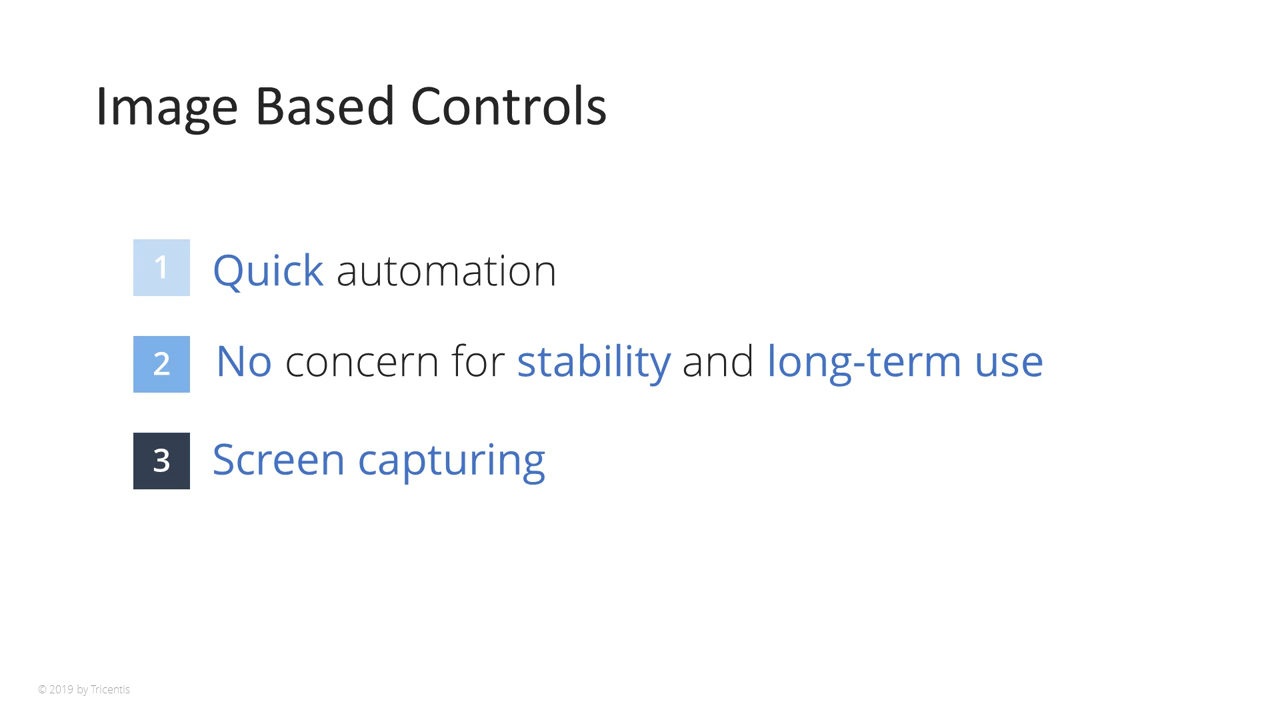 Image Based Controls
1 Quick automation
2 No concern for stability and long-term use
3 Screen capturing
© 2019 by Tricentis